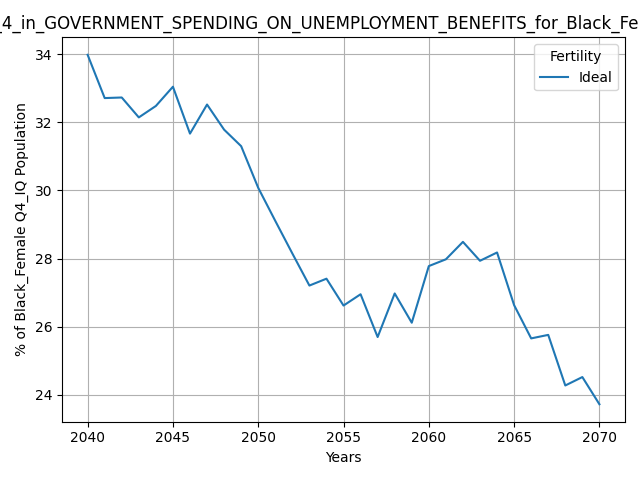 _4_in_GOVERNMENT_SPENDING_ON_UNEMPLOYMENT_BENEFITS_for_Black_Fe
Fertility
Ideal
% of Black_Female Q4_IQ Population
34
32
30
28
26
24
2040 2045 2050 2055 2060 2065 2070
Years